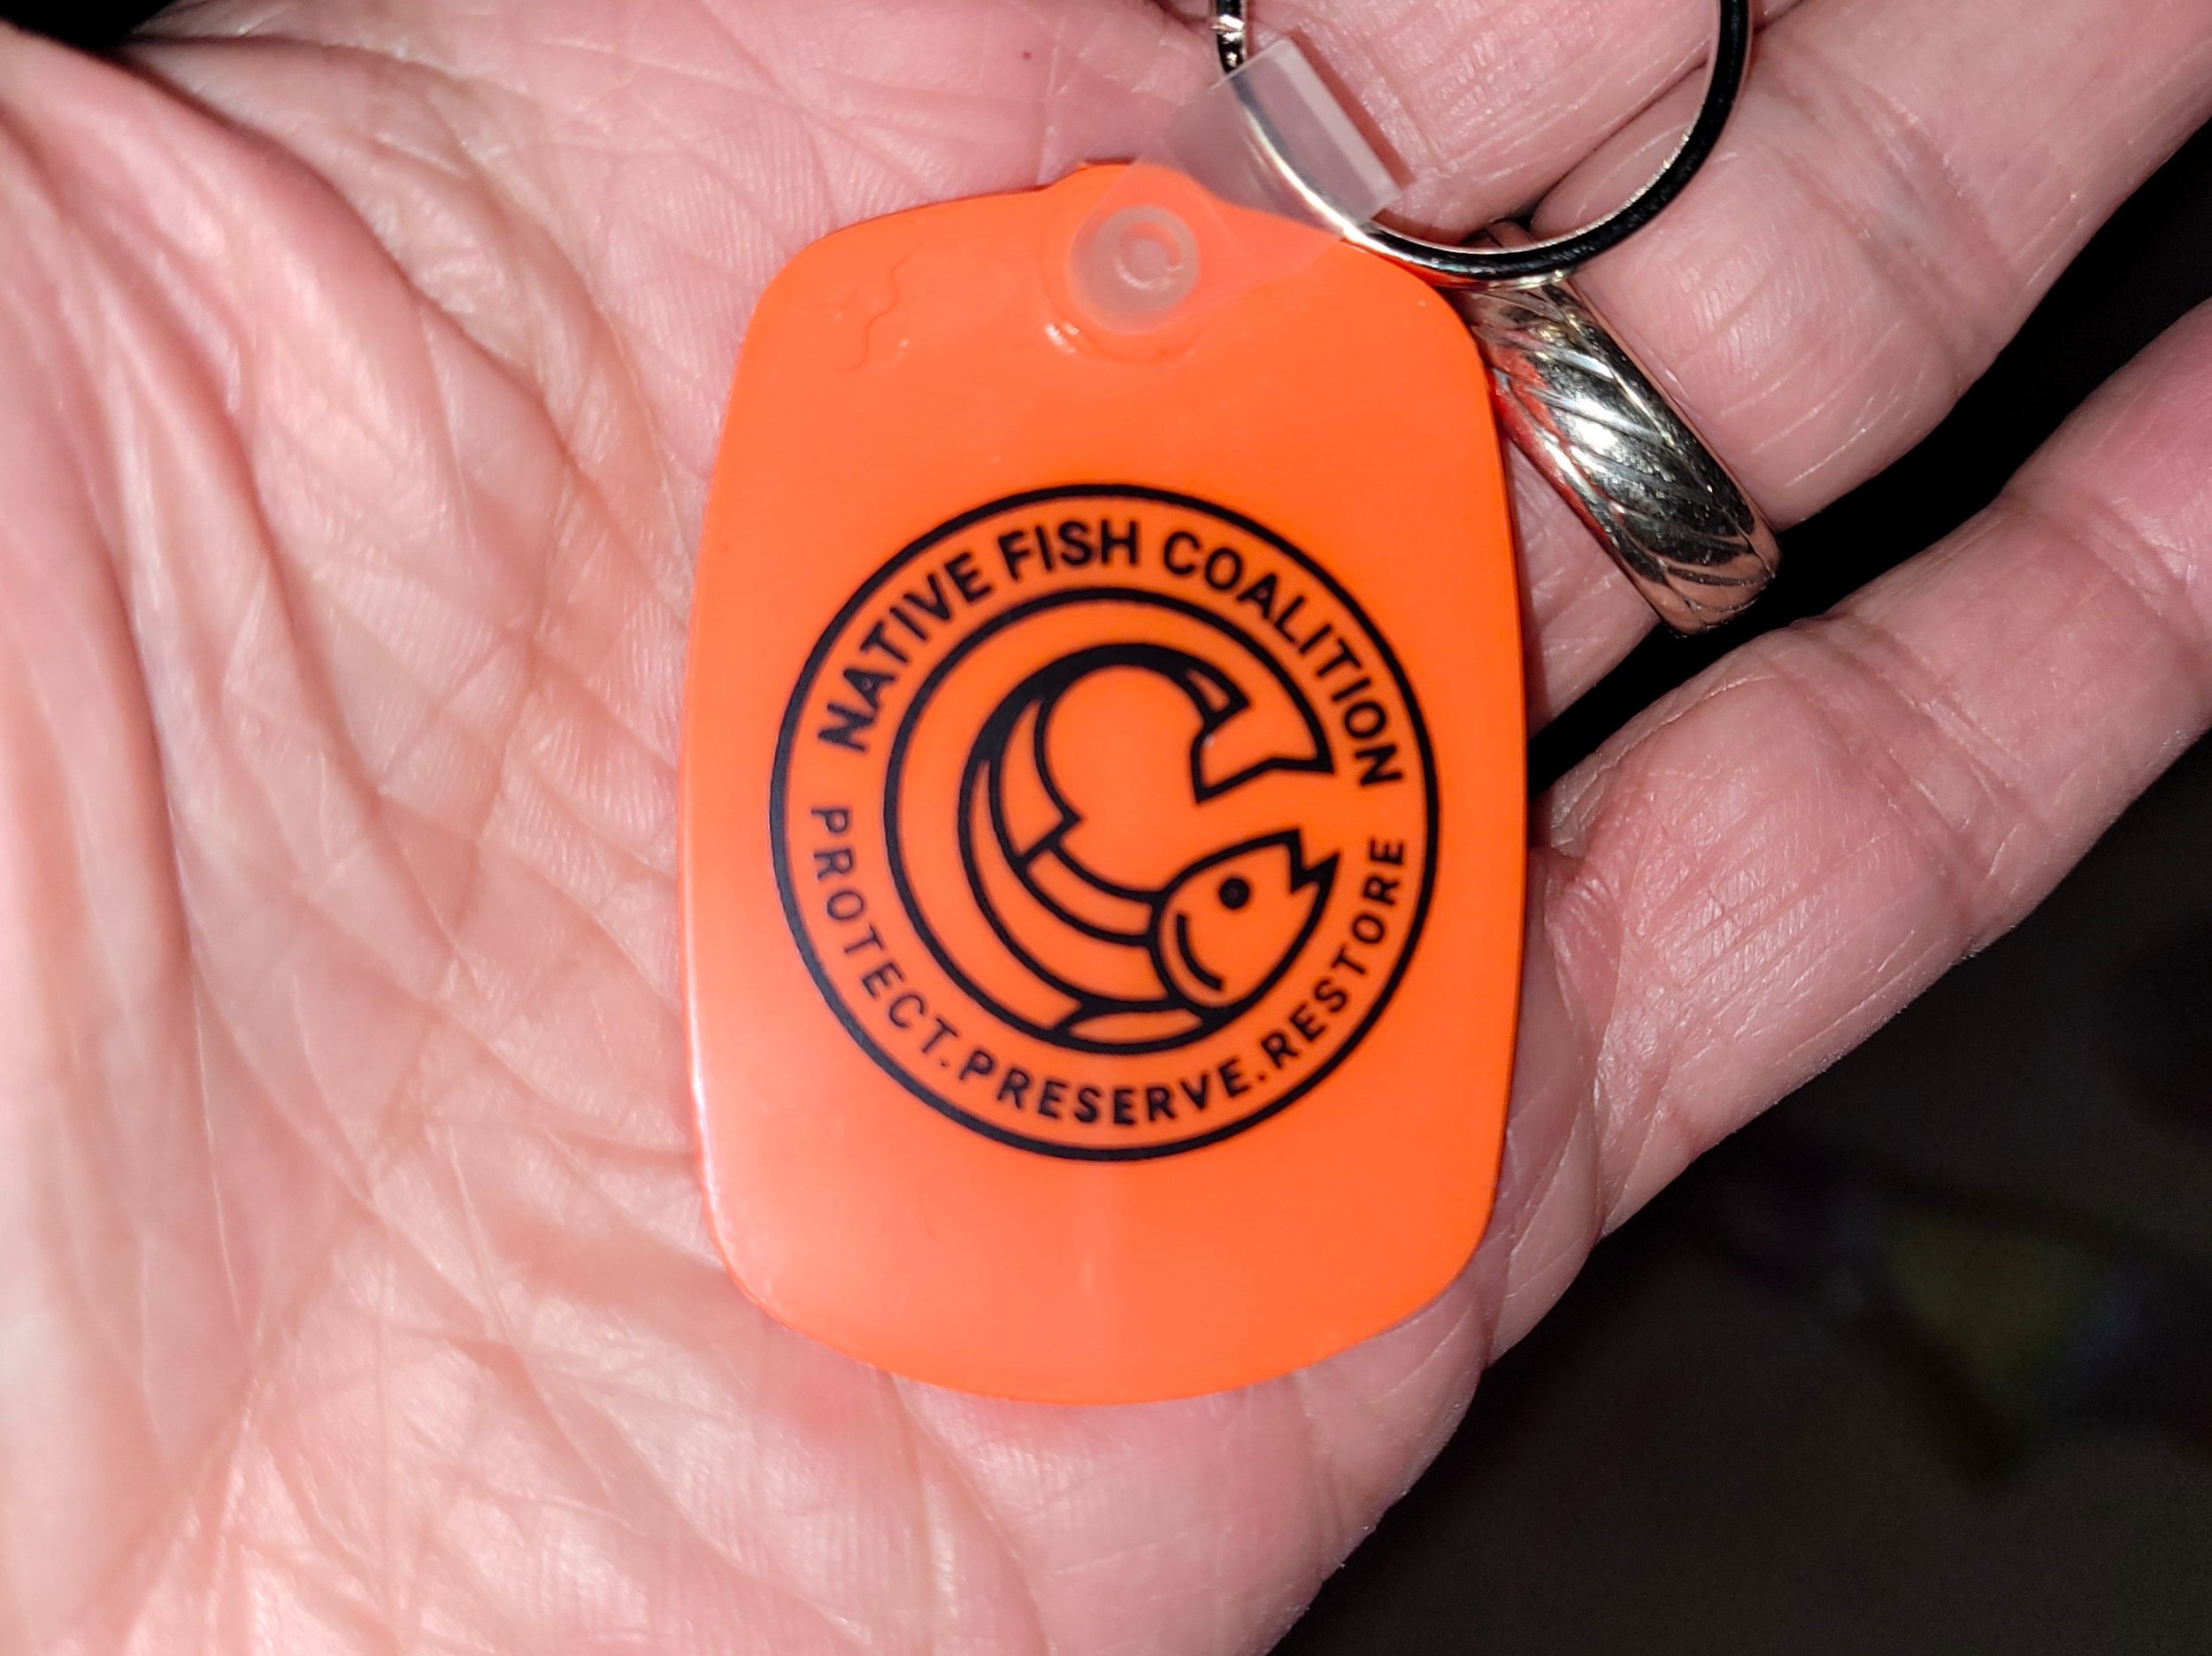 NATIVE FISH COALITION
PROTECT.PRESERVE.RESTORE